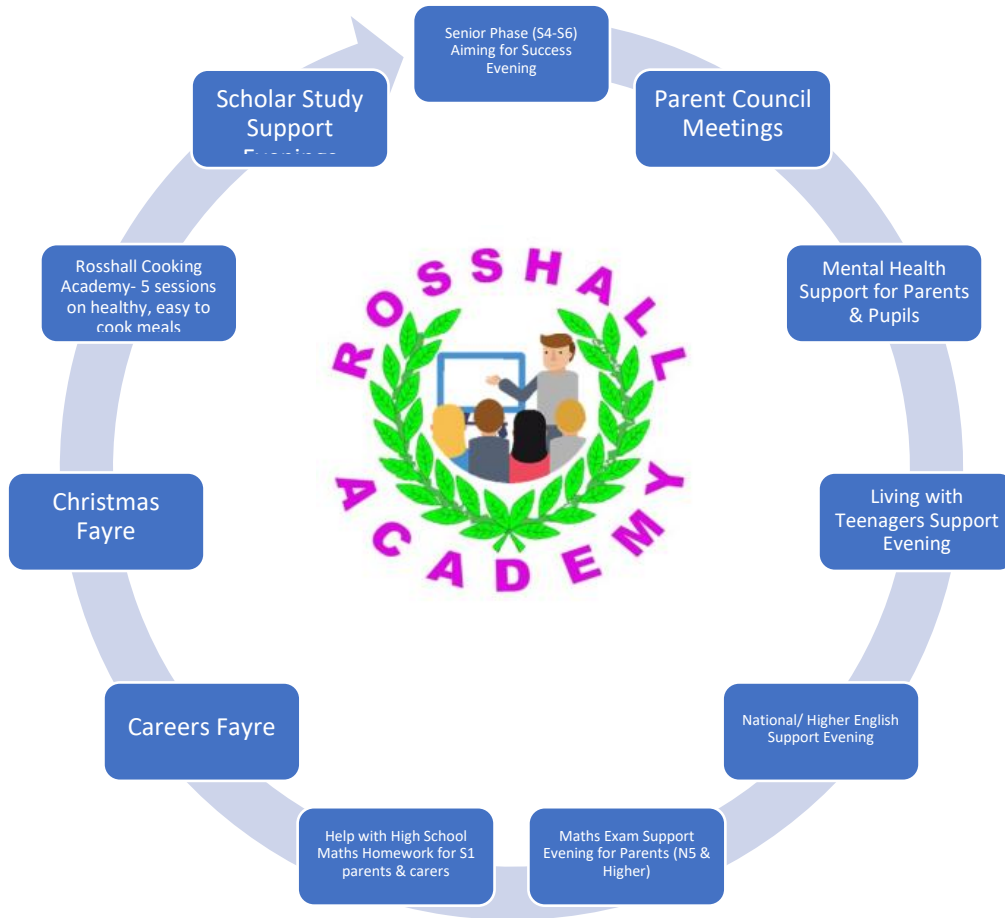 Senior Phase (S4-S6)
Aiming for Success
Evening
Parent Council
Meetings
Mental Health
Support for Parents
& Pupils
Living with
Teenagers Support
Evening
National/ Higher English
Support Evening
Maths Exam Support
Evening for Parents (N5 &
Higher)
Help with High School
Maths Homework for S1
parents & carers
Careers Fayre
Christmas
Fayre
Rosshall Cooking
Academy- 5 sessions
on healthy, easy to
cook meals
Scholar Study
Support
Evenings
ROSSHALL
ACADEMY